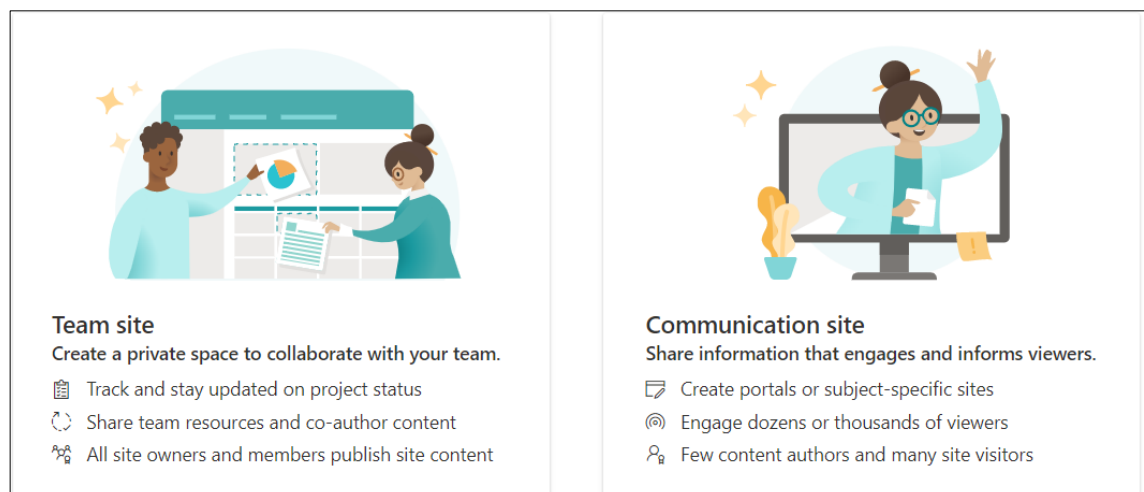 Team site
Create a private space to collaborate with your team.
Track and stay updated on project status
Share team resources and co-author content
All site owners and members publish site content
Communication site
Share information that engages and informs viewers.
Create portals or subject-specific sites
Engage dozens or thousands of viewers
Few content authors and many site visitors